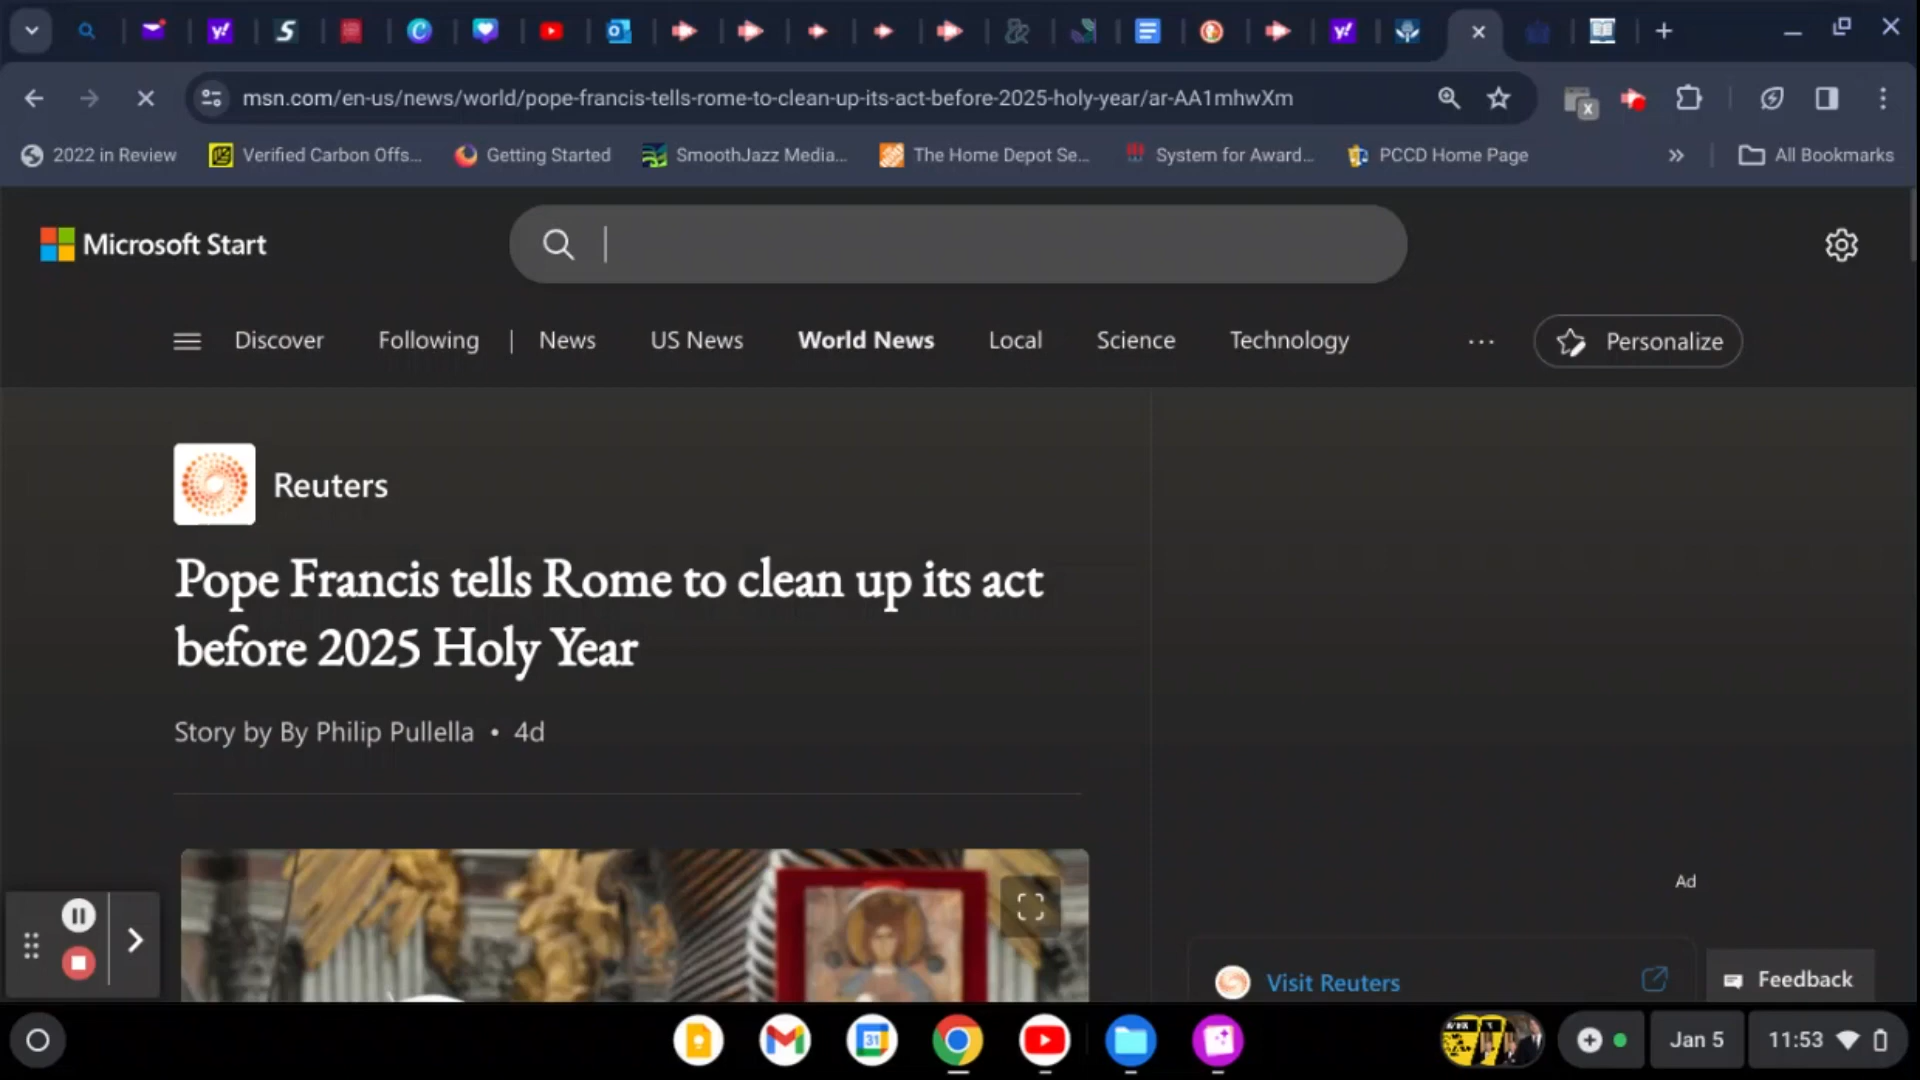 msn.com/en-us/news/world/pope-francis-tells-rome-to-clean-up-its-act-before-2025-holy-year/ar-AA1mhwXm
2022 in Review Verified Carbon Offs... Getting Started SmoothJazz Media... The Home Depot Se... System for Award... PCCD Home Page » All Bookmarks
Microsoft Start
Discover Following | News US News World News Local Science Technology ... Personalize
Reuters
Pope Francis tells Rome to clean up its act
before 2025 Holy Year
Story by By Philip Pullella • 4d
Ad
Visit Reuters
Feedback
31
Jan 5
11:53